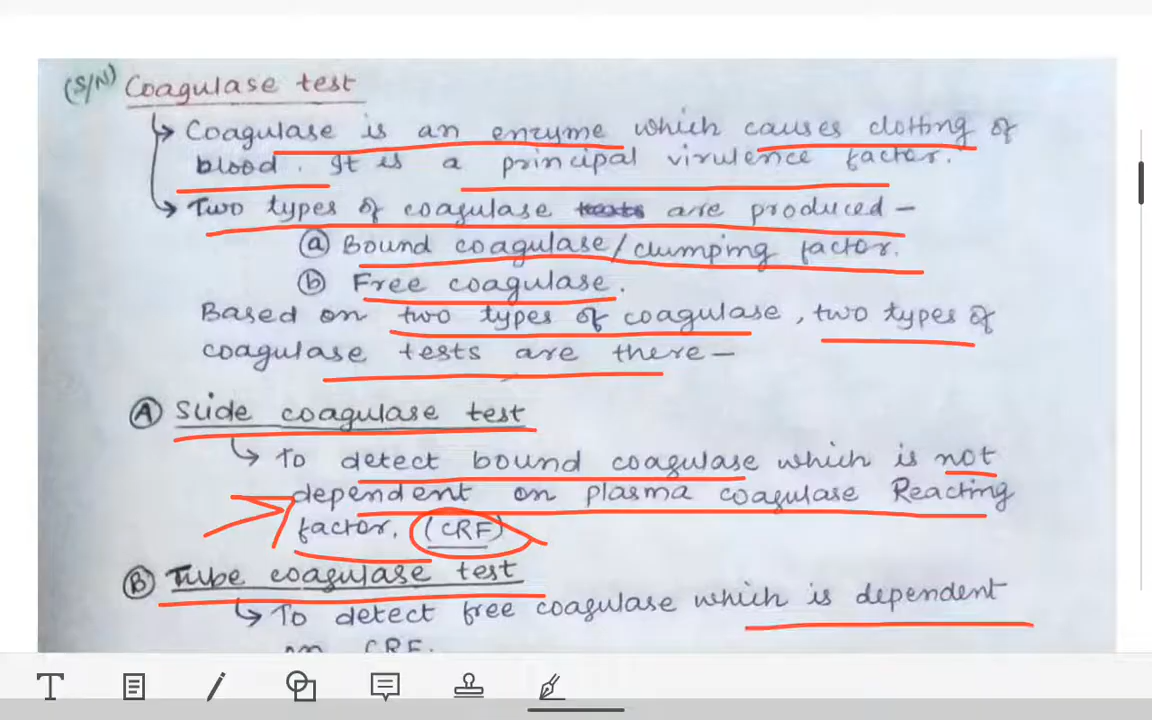 (S/N) Coagulase test
→ Coagulase is an enzyme which causes clotting of
blood. It is a principal virulence factor.
→ Two types of coagulase tests are produced -
(a) Bound coagulase/clumping factor.
(b) Free coagulase.
Based on two types of coagulase, two types of
coagulase tests are there -
(A) Slide coagulase test
↳ To detect bound coagulase which is not
dependent on plasma coagulase Reacting
factor. (CRF)
(B) Tube coagulase test
↳ To detect free coagulase which is dependent
on CRF.
T